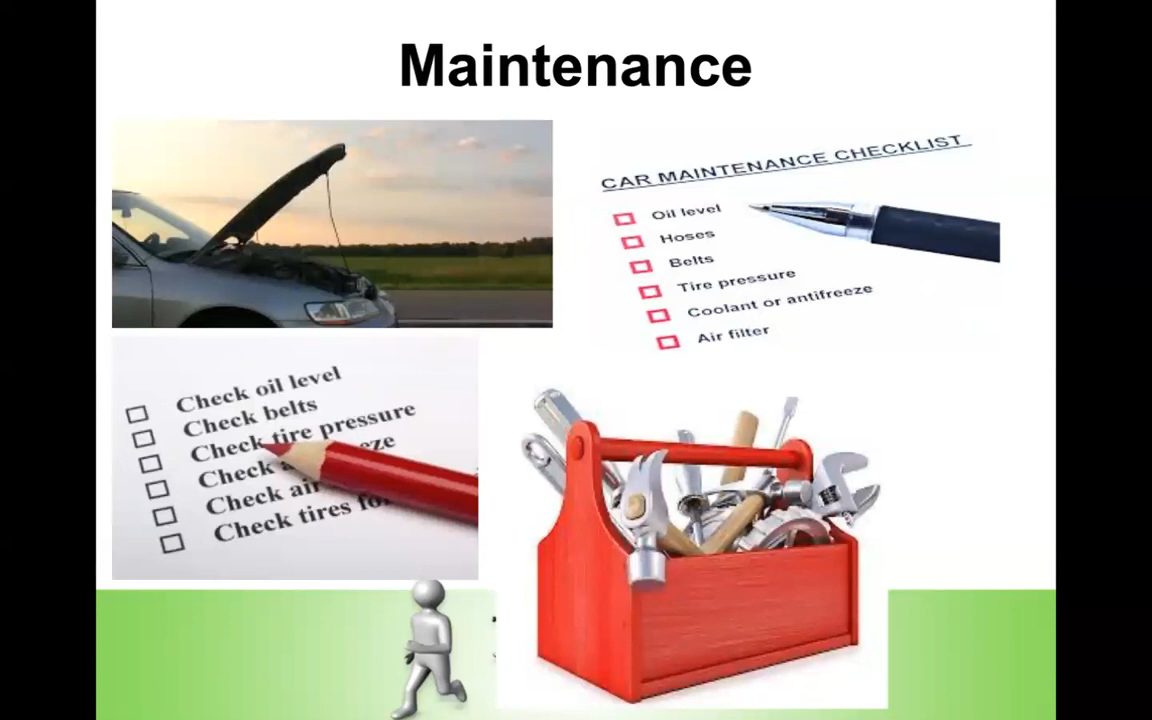 Maintenance
CAR MAINTENANCE CHECKLIST
Oil level
Hoses
Belts
Tire pressure
Coolant or antifreeze
Air filter
Check oil level
Check belts
Check tire pressure
Check
Check air
Check tires